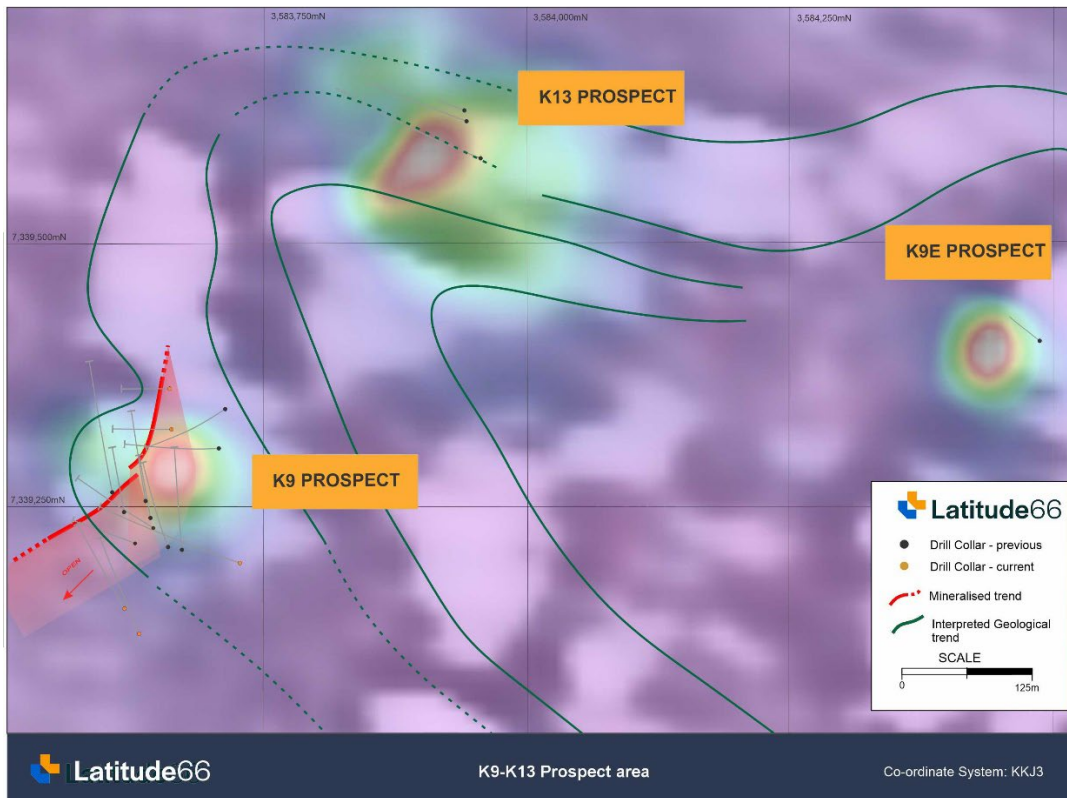 3,583,750mN
3,584,000mN
3,584,250mN
K13 PROSPECT
7,339,500mN
K9E PROSPECT
K9 PROSPECT
7,339,250mN
OPEN
Latitude66
Drill Collar - previous
Drill Collar - current
Mineralised trend
Interpreted Geological
trend
SCALE
0
125m
Latitude66
K9-K13 Prospect area
Co-ordinate System: KKJ3